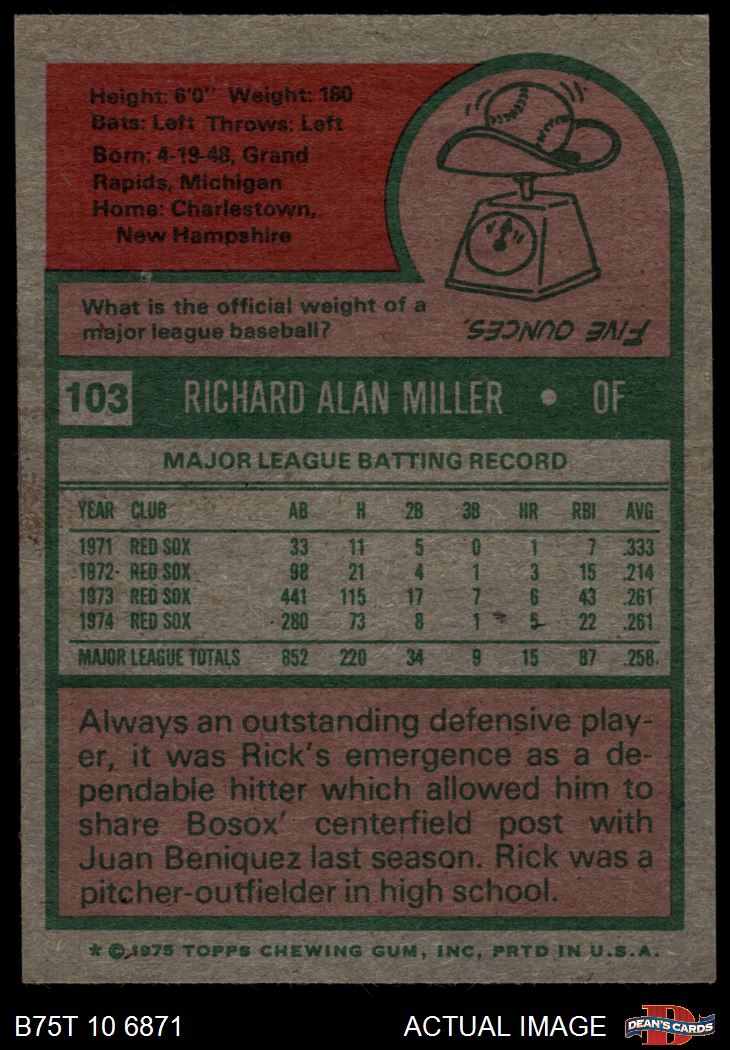 Height: 6'0" Weight: 180
Bats: Left Throws: Left
Born: 4-19-48, Grand
Rapids, Michigan
Home: Charlestown,
New Hampshire
What is the official weight of a
major league baseball?
FIVE OUNCES.
103 RICHARD ALAN MILLER • OF
MAJOR LEAGUE BATTING RECORD
YEAR CLUB AB H 2B 3B HR RBI AVG
1971 RED SOX 33 11 5 0 1 7 .333
1972 RED SOX 98 21 4 1 3 15 .214
1973 RED SOX 441 115 17 7 6 43 .261
1974 RED SOX 280 73 8 1 5 22 .261
MAJOR LEAGUE TOTALS 852 220 34 9 15 87 .258
Always an outstanding defensive play-
er, it was Rick's emergence as a de-
pendable hitter which allowed him to
share Bosox' centerfield post with
Juan Beniquez last season. Rick was a
pitcher-outfielder in high school.
* © 1975 TOPPS CHEWING GUM, INC. PRTD IN U.S.A.
B75T 10 6871 ACTUAL IMAGE D DEAN'S CARDS